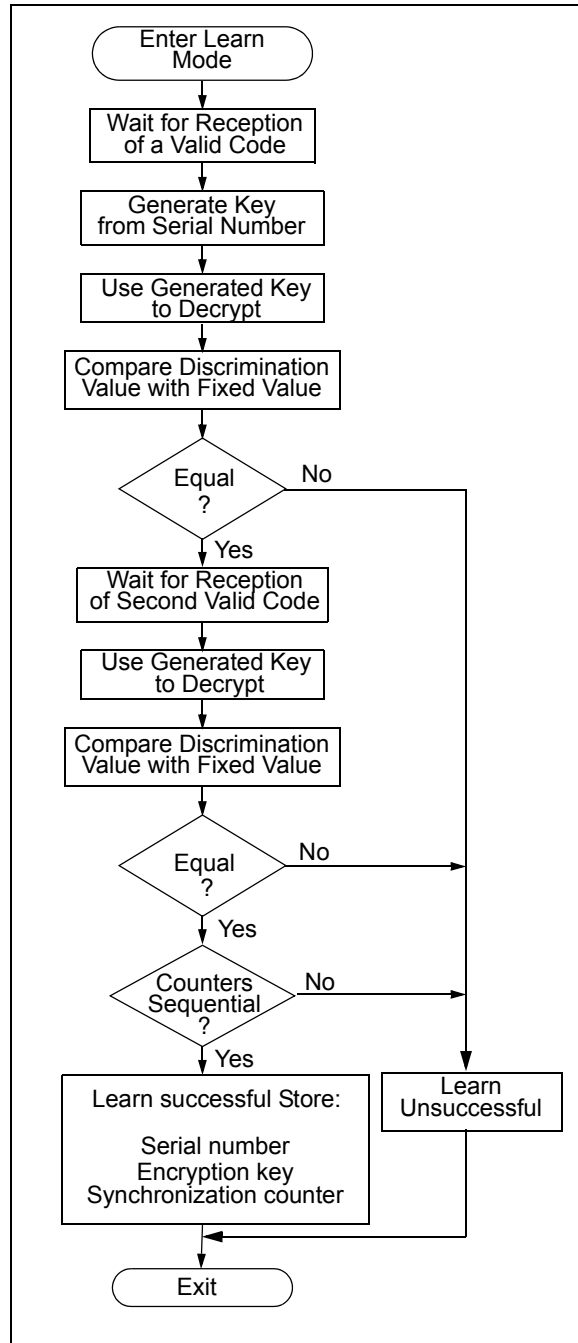 Enter Learn
Mode
Wait for Reception
of a Valid Code
Generate Key
from Serial Number
Use Generated Key
to Decrypt
Compare Discrimination
Value with Fixed Value
Equal
?
No
Yes
Wait for Reception
of Second Valid Code
Use Generated Key
to Decrypt
Compare Discrimination
Value with Fixed Value
Equal
?
No
Yes
Counters
Sequential
?
No
Yes
Learn successful Store:
Serial number
Encryption key
Synchronization counter
Learn
Unsuccessful
Exit